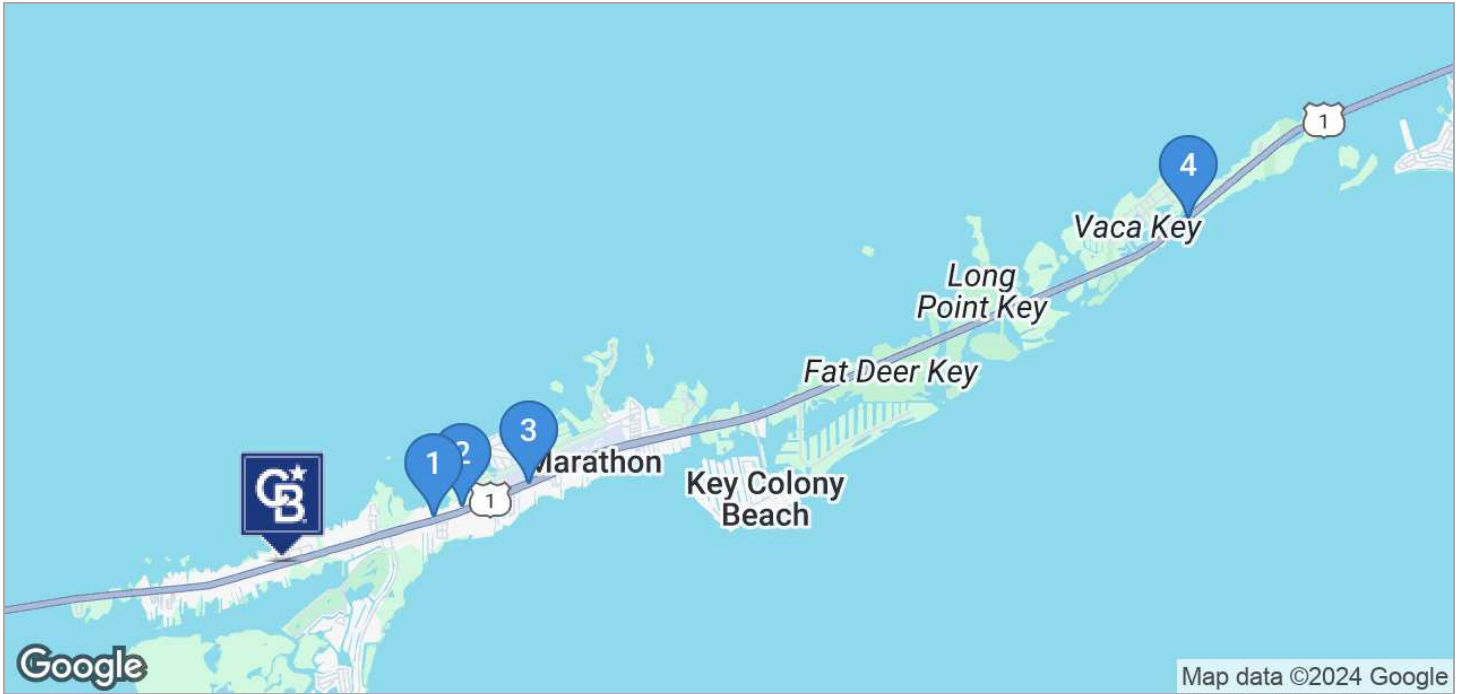 1
4
Vaca Key
Long
Point Key
Fat Deer Key
3
2
1
Marathon
Key Colony
Beach
1
CB
Google
Map data ©2024 Google